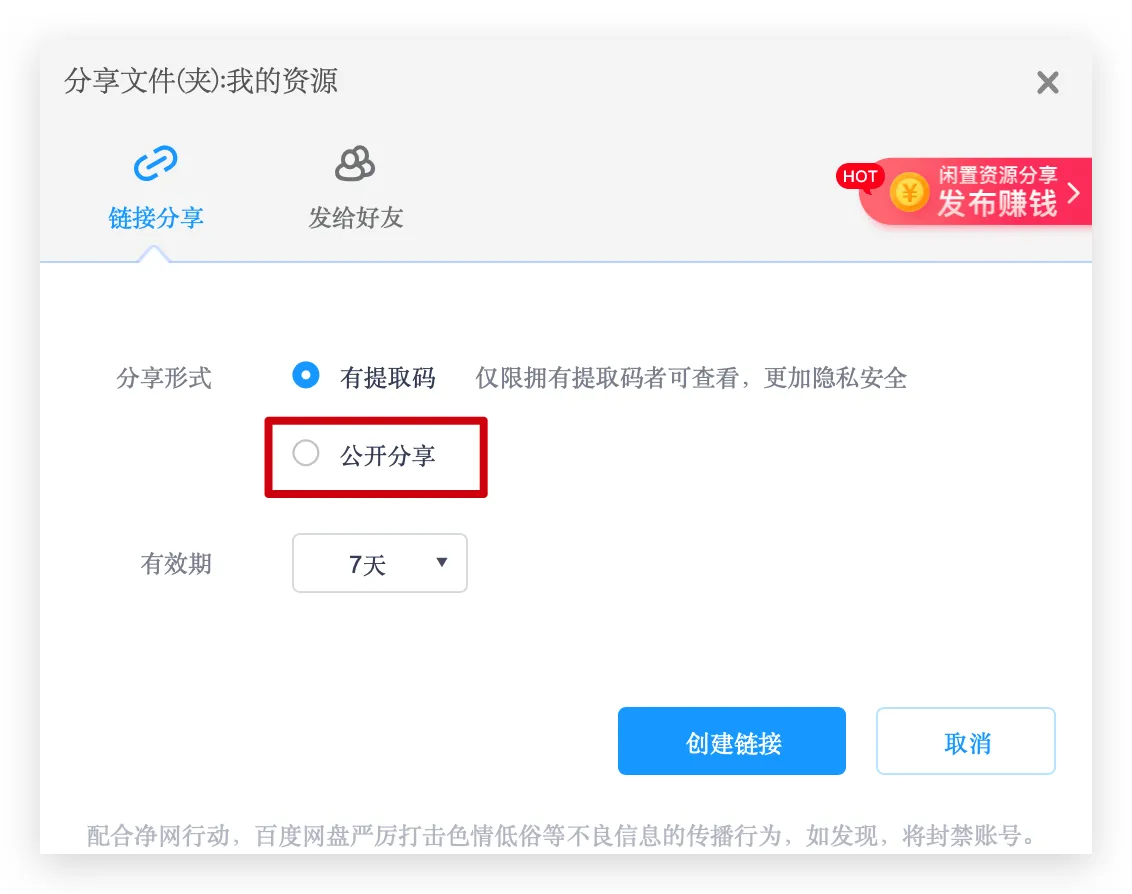 分享文件(夹):我的资源
链接分享
发给好友
HOT
闲置资源分享
发布赚钱
分享形式
有提取码
仅限拥有提取码者可查看，更加隐私安全
公开分享
有效期
7天
创建链接
取消
配合净网行动，百度网盘严厉打击色情低俗等不良信息的传播行为，如发现，将封禁账号。